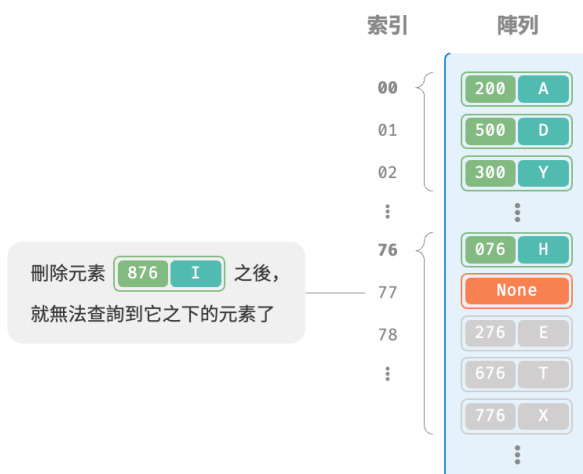 索引 陣列
00 200 A
01 500 D
02 300 Y
76 076 H
刪除元素 876 I 之後，
77 None
就無法查詢到它之下的元素了
78 276 E
676 T
776 X